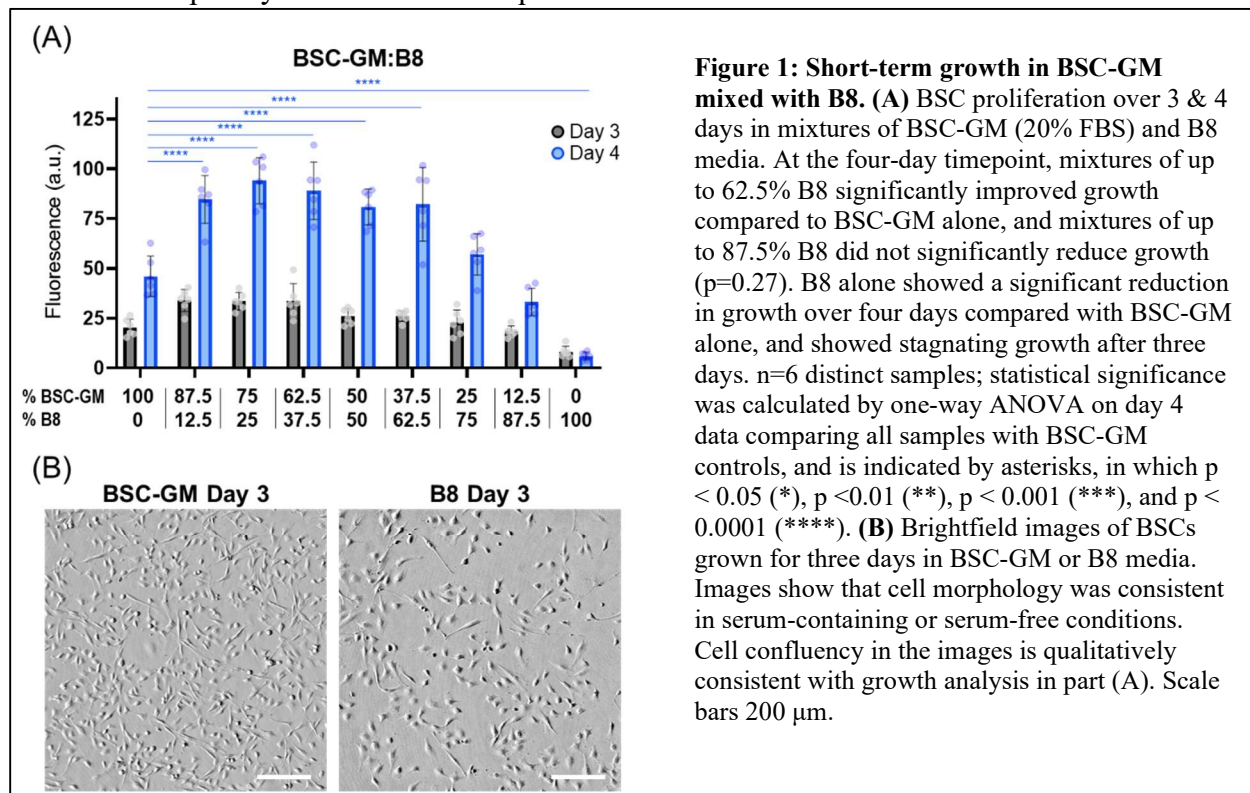 (A)
BSC-GM:B8
****
****
****
****
****
****
Day 3
Day 4
Fluorescence (a.u.)
125
100
75
50
25
0
% BSC-GM 100 87.5 75 62.5 50 37.5 25 12.5 0
% B8 0 12.5 25 37.5 50 62.5 75 87.5 100
(B)
BSC-GM Day 3
B8 Day 3
Figure 1: Short-term growth in BSC-GM
mixed with B8. (A) BSC proliferation over 3 & 4
days in mixtures of BSC-GM (20% FBS) and B8
media. At the four-day timepoint, mixtures of up
to 62.5% B8 significantly improved growth
compared to BSC-GM alone, and mixtures of up
to 87.5% B8 did not significantly reduce growth
(p=0.27). B8 alone showed a significant reduction
in growth over four days compared with BSC-GM
alone, and showed stagnating growth after three
days. n=6 distinct samples; statistical significance
was calculated by one-way ANOVA on day 4
data comparing all samples with BSC-GM
controls, and is indicated by asterisks, in which p
< 0.05 (*), p <0.01 (**), p < 0.001 (***), and p <
0.0001 (****). (B) Brightfield images of BSCs
grown for three days in BSC-GM or B8 media.
Images show that cell morphology was consistent
in serum-containing or serum-free conditions.
Cell confluency in the images is qualitatively
consistent with growth analysis in part (A). Scale
bars 200 μm.